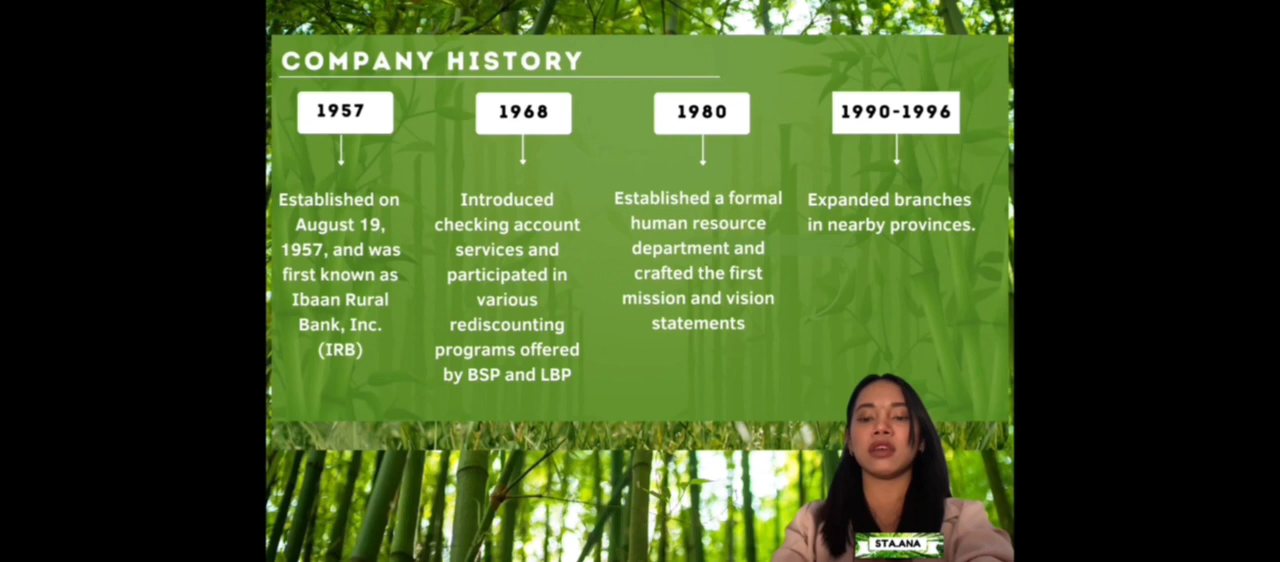 COMPANY HISTORY
1957
Established on
August 19,
1957, and was
first known as
Ibaan Rural
Bank, Inc.
(IRB)
1968
Introduced
checking account
services and
participated in
various
rediscounting
programs offered
by BSP and LBP
1980
Established a formal
human resource
department and
crafted the first
mission and vision
statements
1990-1996
Expanded branches
in nearby provinces.
STA.ANA